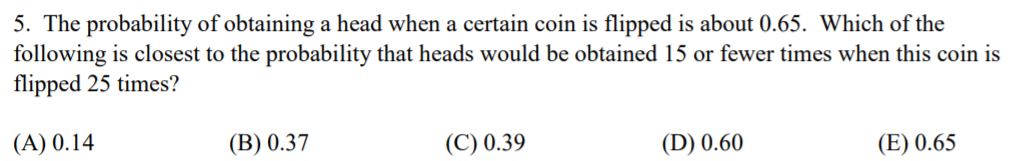 5. The probability of obtaining a head when a certain coin is flipped is about 0.65. Which of the
following is closest to the probability that heads would be obtained 15 or fewer times when this coin is
flipped 25 times?
(A) 0.14 (B) 0.37 (C) 0.39 (D) 0.60 (E) 0.65